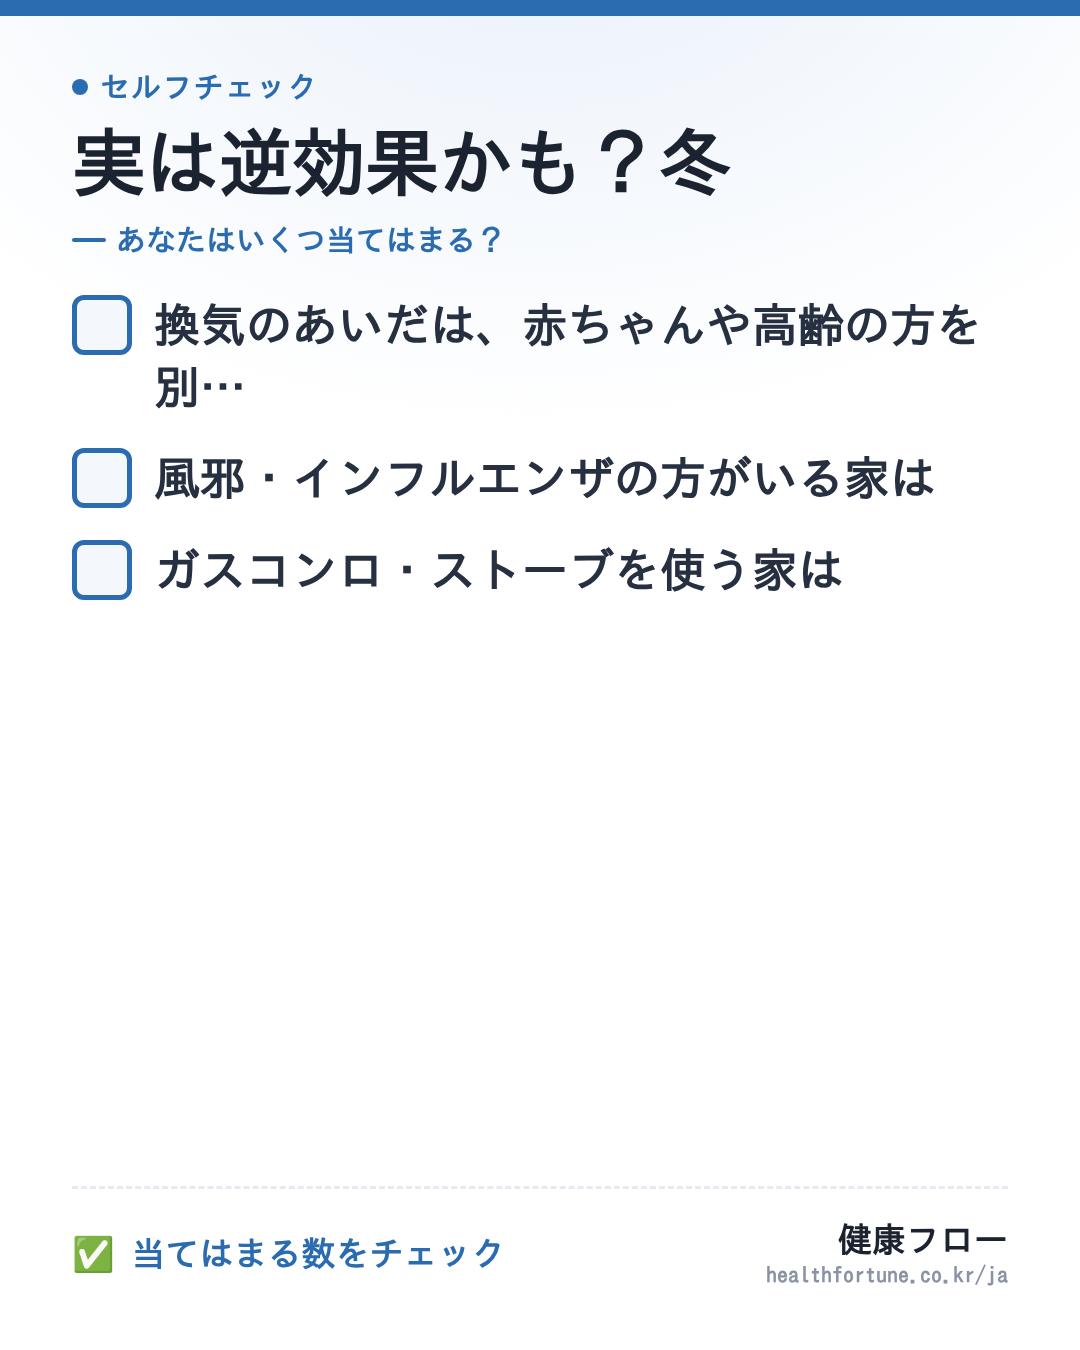 セルフチェック
実は逆効果かも？冬
— あなたはいくつ当てはまる？
換気のあいだは、赤ちゃんや高齢の方を
別…
風邪・インフルエンザの方がいる家は
ガスコンロ・ストーブを使う家は
✅ 当てはまる数をチェック
健康フロー
healthfortune.co.kr/ja